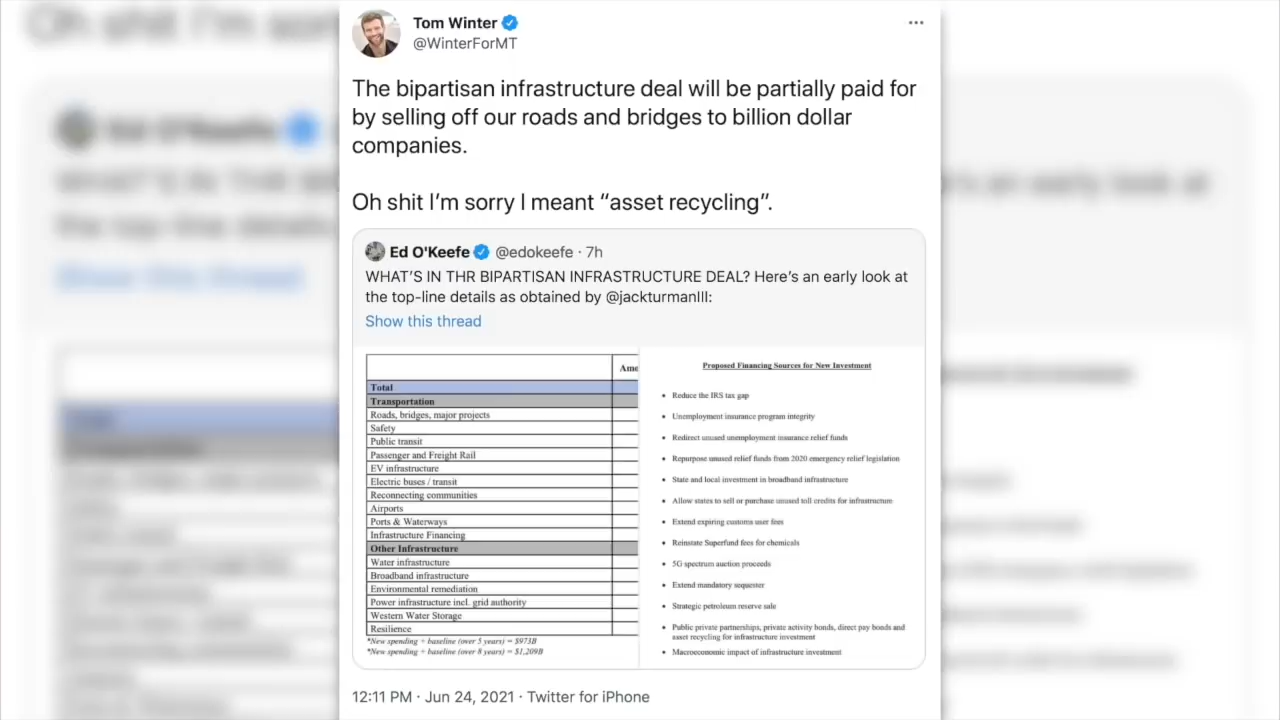 Tom Winter
@WinterForMT
The bipartisan infrastructure deal will be partially paid for
by selling off our roads and bridges to billion dollar
companies.
Oh shit I'm sorry I meant “asset recycling”.
Ed O'Keefe @edokeefe · 7h
WHAT'S IN THR BIPARTISAN INFRASTRUCTURE DEAL? Here's an early look at
the top-line details as obtained by @jackturmanIII:
Show this thread
Amo
Total
Transportation
Roads, bridges, major projects
Safety
Public transit
Passenger and Freight Rail
EV infrastructure
Electric buses / transit
Reconnecting communities
Airports
Ports & Waterways
Infrastructure Financing
Other Infrastructure
Water infrastructure
Broadband infrastructure
Environmental remediation
Power infrastructure incl. grid authority
Western Water Storage
Resilience
*New spending + baseline (over 5 years) = $973B
*New spending + baseline (over 8 years) = $1,209B
Proposed Financing Sources for New Investment
• Reduce the IRS tax gap
• Unemployment insurance program integrity
• Redirect unused unemployment insurance relief funds
• Repurpose unused relief funds from 2020 emergency relief legislation
• State and local investment in broadband infrastructure
• Allow states to sell or purchase unused toll credits for infrastructure
• Extend expiring customs user fees
• Reinstate Superfund fees for chemicals
• 5G spectrum auction proceeds
• Extend mandatory sequester
• Strategic petroleum reserve sale
• Public private partnerships, private activity bonds, direct pay bonds and
asset recycling for infrastructure investment
• Macroeconomic impact of infrastructure investment
12:11 PM · Jun 24, 2021 · Twitter for iPhone